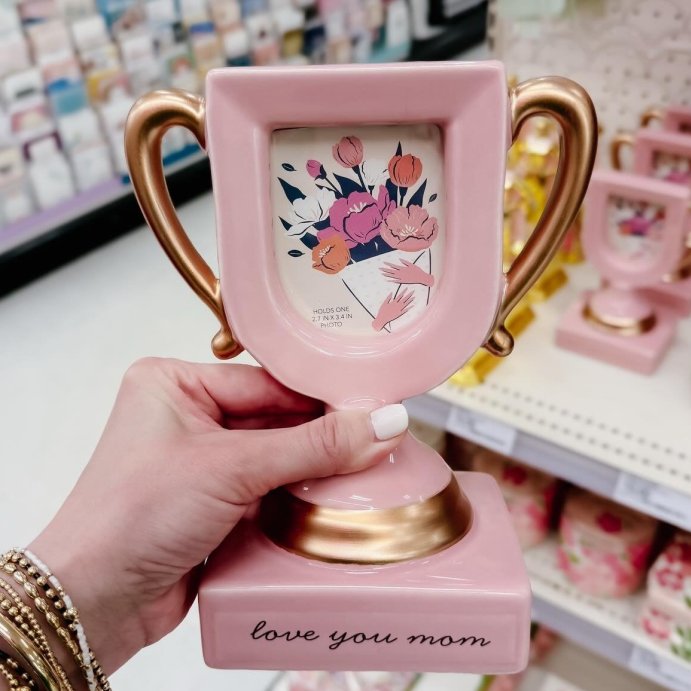 HOLDS ONE
2.7 IN X 3.4 IN
PHOTO
love you mom